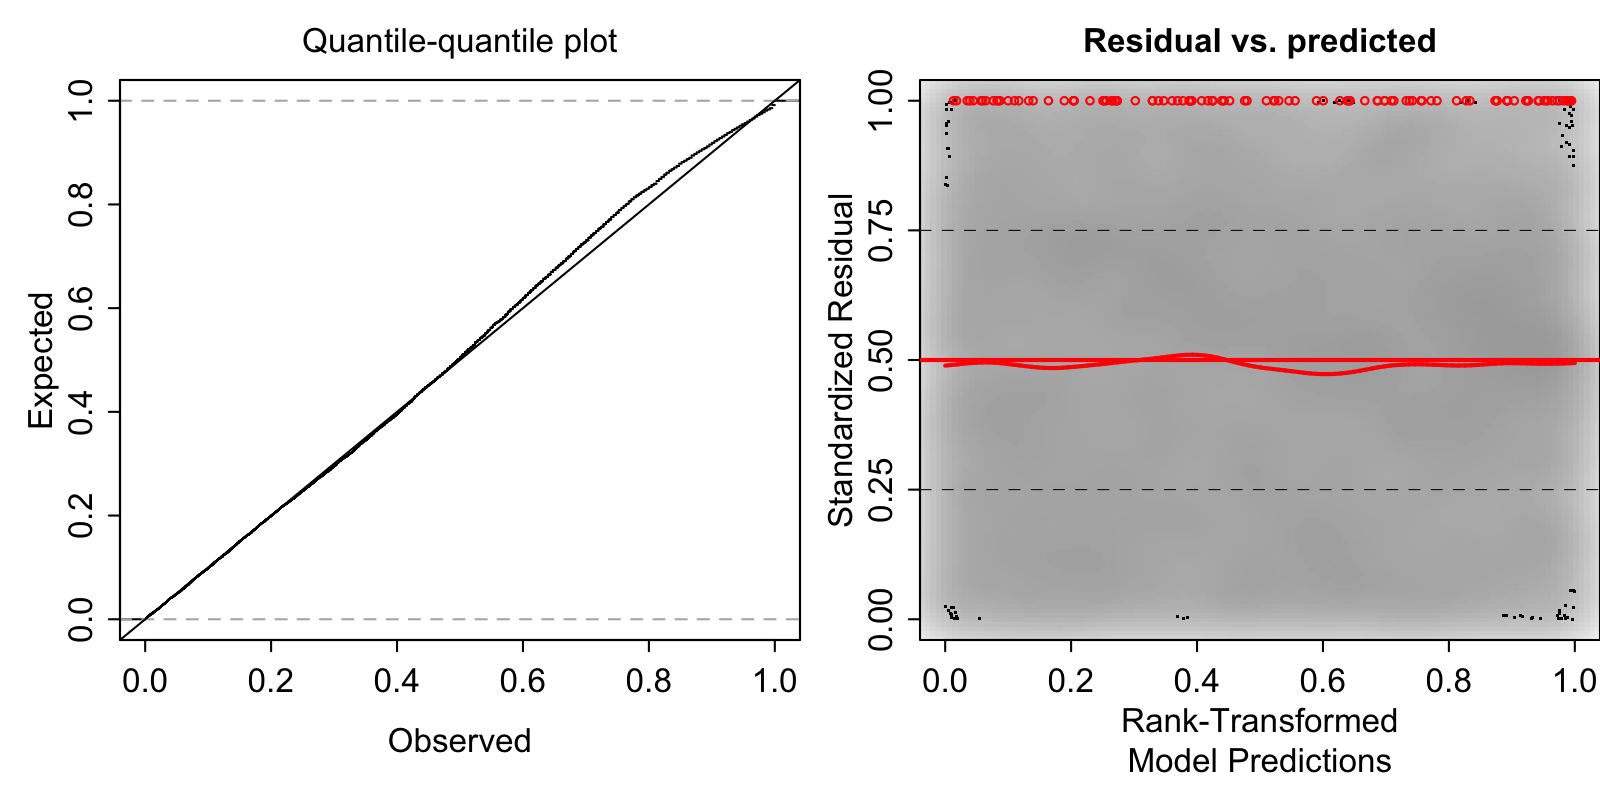 Quantile-quantile plot
Expected
1.0
0.8
0.6
0.4
0.2
0.0
0.0 0.2 0.4 0.6 0.8 1.0
Observed
Residual vs. predicted
Standardized Residual
1.00
0.75
0.50
0.25
0.00
0.0 0.2 0.4 0.6 0.8 1.0
Rank-Transformed
Model Predictions